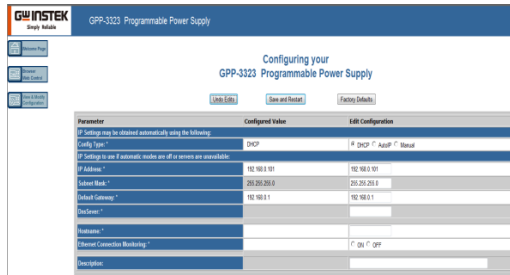 GWINSTEK
Simply Reliable
GPP-3323 Programmable Power Supply
Welcome Page
Browser
Web Control
View & Modify
Configuration
Configuring your
GPP-3323 Programmable Power Supply
Undo Edits Save and Restart Factory Defaults
Parameter Configured Value Edit Configuration
IP Settings may be obtained automatically using the following:
Config Type: * DHCP DHCP AutoIP Manual
IP Settings to use if automatic modes are off or servers are unavailable:
IP Address: * 192.168.0.101 192.168.0.101
Subnet Mask: * 255.255.255.0 255.255.255.0
Default Gateway: * 192.168.0.1 192.168.0.1
DnsSever: *
Hostname: *
Ethernet Connection Monitoring: * ON OFF
Description: